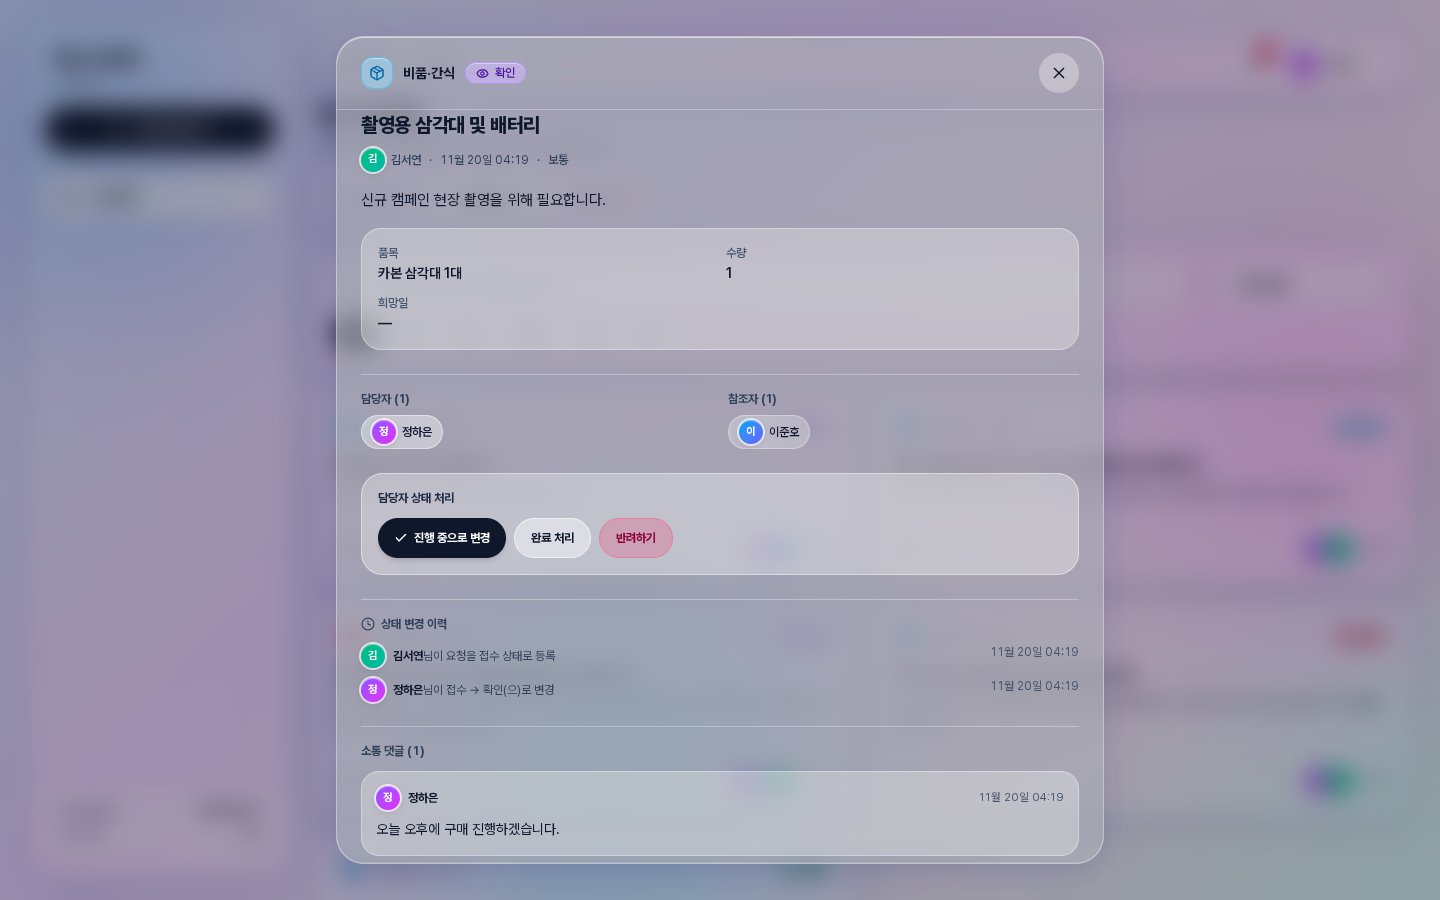 비품·간식 확인
촬영용 삼각대 및 배터리
김 김서연 · 11월 20일 04:19 · 보통
신규 캠페인 현장 촬영을 위해 필요합니다.
품목 수량
카본 삼각대 1대 1
희망일
—
담당자 (1) 참조자 (1)
정 정하은 이 이준호
담당자 상태 처리
진행 중으로 변경 완료 처리 반려하기
상태 변경 이력
김 김서연님이 요청을 접수 상태로 등록 11월 20일 04:19
정 정하은님이 접수 → 확인(으)로 변경 11월 20일 04:19
소통 댓글 (1)
정 정하은 11월 20일 04:19
오늘 오후에 구매 진행하겠습니다.